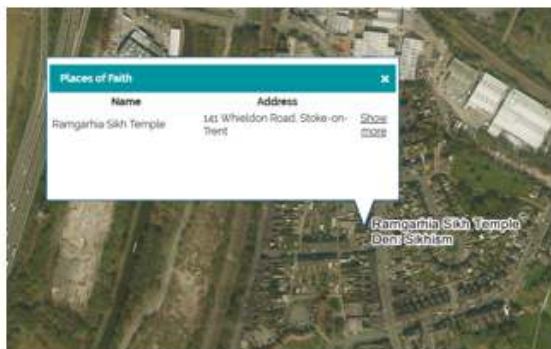 Places of Faith ×
Name Address
Ramgarhia Sikh Temple 141 Whieldon Road, Stoke-on- Show
Trent more
Ramgarhia Sikh Temple
Den: Sikhism